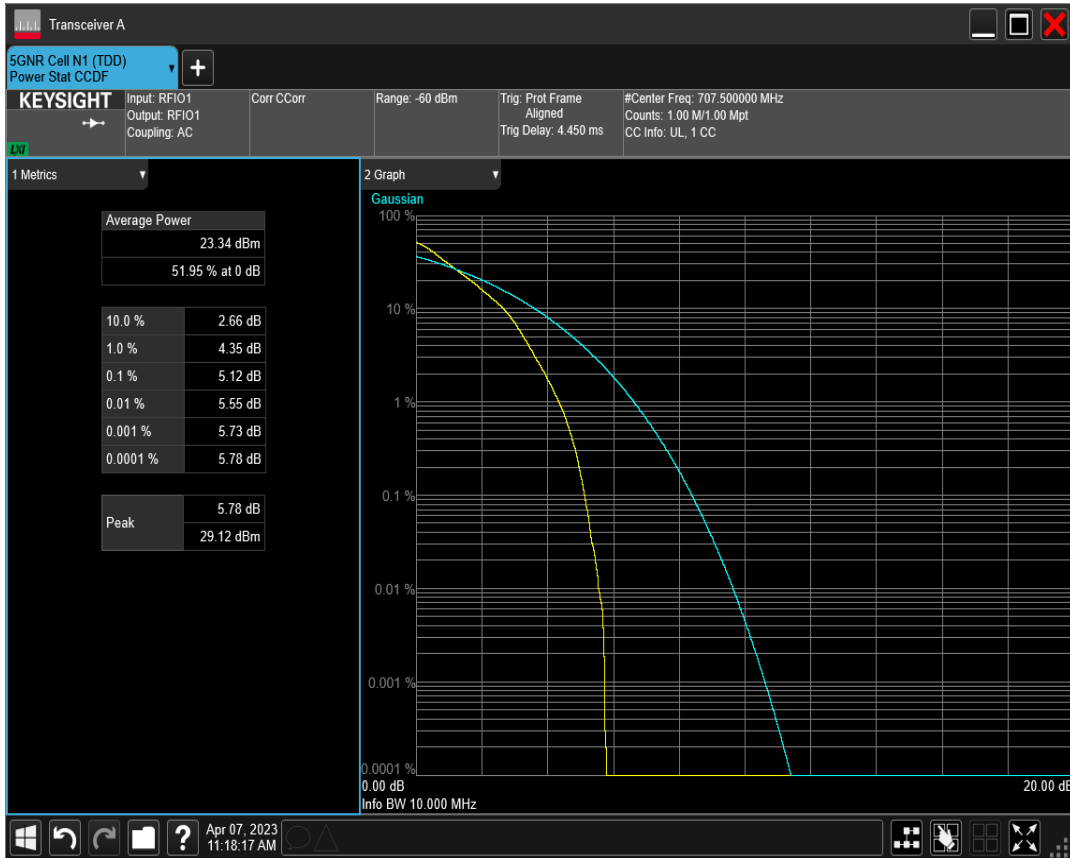 Transceiver A
5GNR Cell N1 (TDD)
Power Stat CCDF
KEYSIGHT
LXI
Input: RFIO1
Output: RFIO1
Coupling: AC
Corr CCorr
Range: -60 dBm
Trig: Prot Frame
Aligned
Trig Delay: 4.450 ms
#Center Freq: 707.500000 MHz
Counts: 1.00 M/1.00 Mpt
CC Info: UL, 1 CC
1 Metrics
Average Power
23.34 dBm
51.95 % at 0 dB
10.0 % 2.66 dB
1.0 % 4.35 dB
0.1 % 5.12 dB
0.01 % 5.55 dB
0.001 % 5.73 dB
0.0001 % 5.78 dB
Peak
5.78 dB
29.12 dBm
2 Graph
Gaussian
100 %
10 %
1 %
0.1 %
0.01 %
0.001 %
0.0001 %
0.00 dB
20.00 dB
Info BW 10.000 MHz
?
Apr 07, 2023
11:18:17 AM